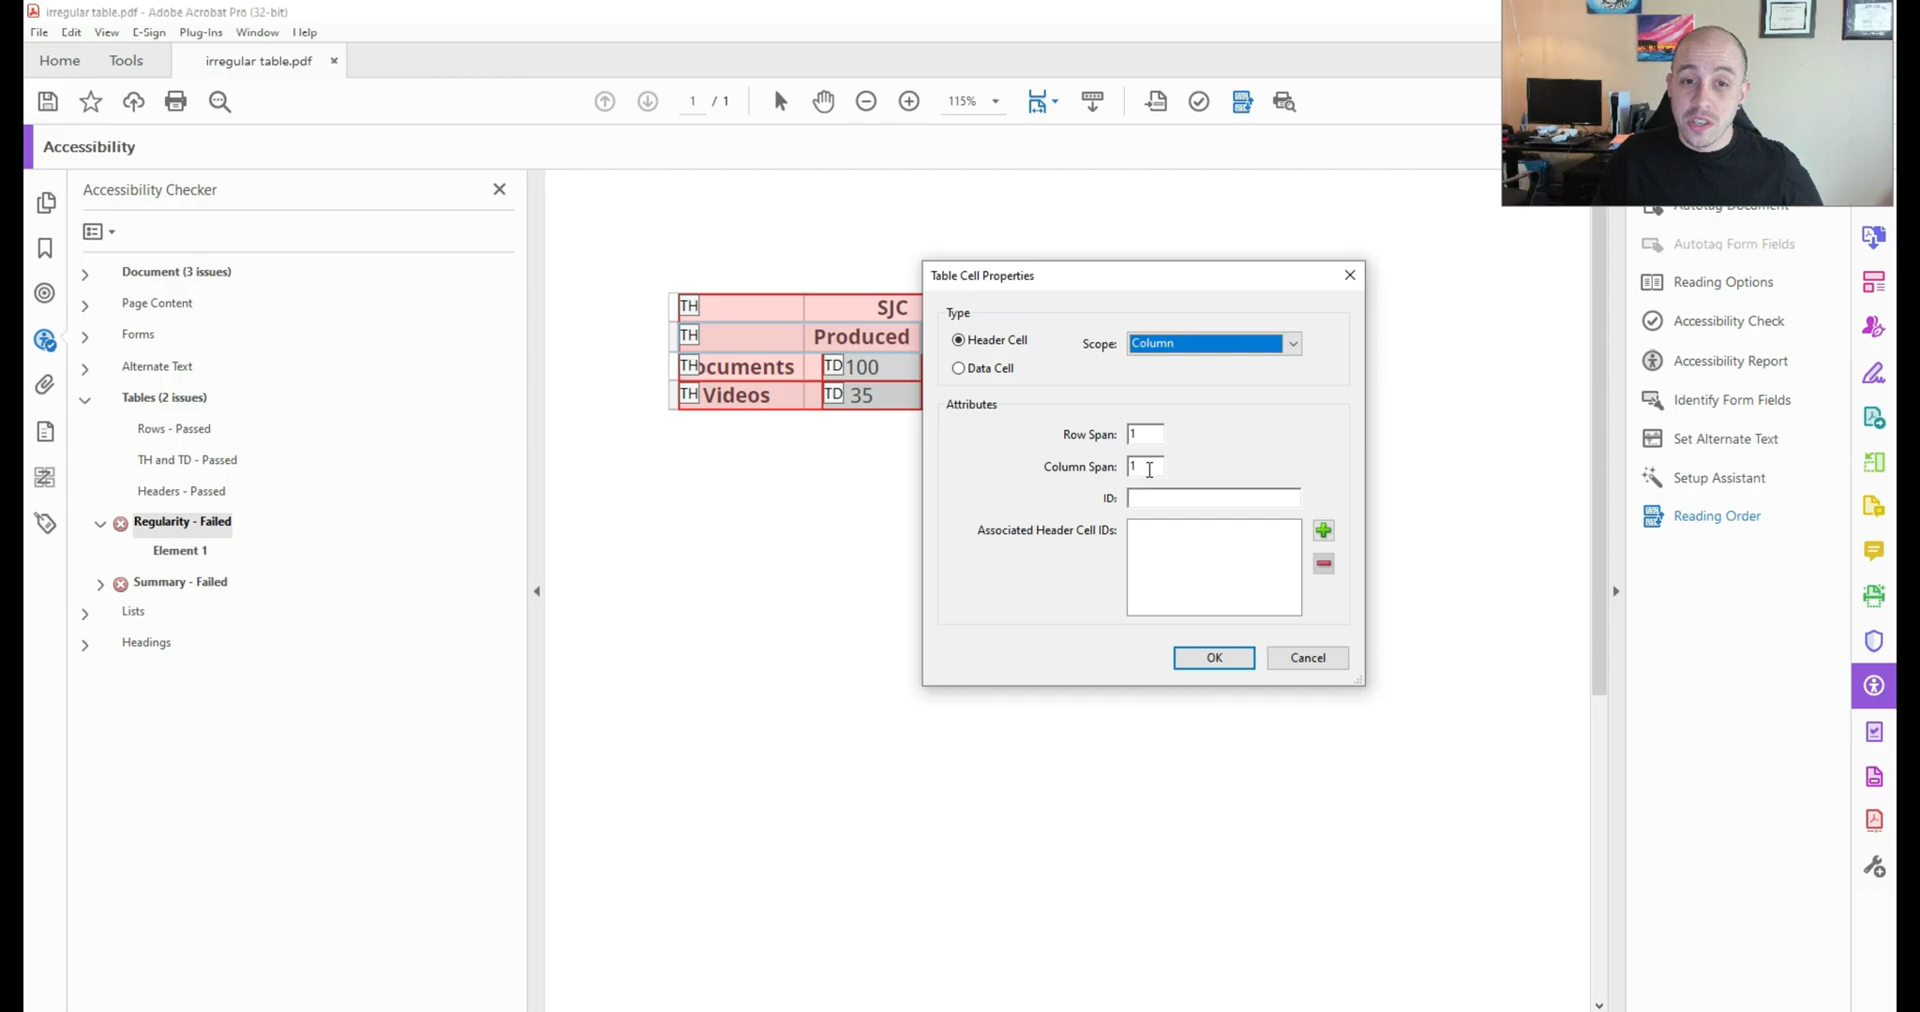 irregular table.pdf - Adobe Acrobat Pro (32-bit)
File Edit View E-Sign Plug-Ins Window Help
Home Tools irregular table.pdf ×
1 / 1 115%
Accessibility
Accessibility Checker
Document (3 issues)
Page Content
Forms
Alternate Text
Tables (2 issues)
Rows - Passed
TH and TD - Passed
Headers - Passed
Regularity - Failed
Element 1
Summary - Failed
Lists
Headings
TH SJC
TH Produced
TH ocuments TD 100
TH Videos TD 35
Table Cell Properties
Type
Header Cell
Scope: Column
Data Cell
Attributes
Row Span: 1
Column Span: 1
ID:
Associated Header Cell IDs:
OK Cancel
Autotag Document
Autotag Form Fields
Reading Options
Accessibility Check
Accessibility Report
Identify Form Fields
Set Alternate Text
Setup Assistant
Reading Order